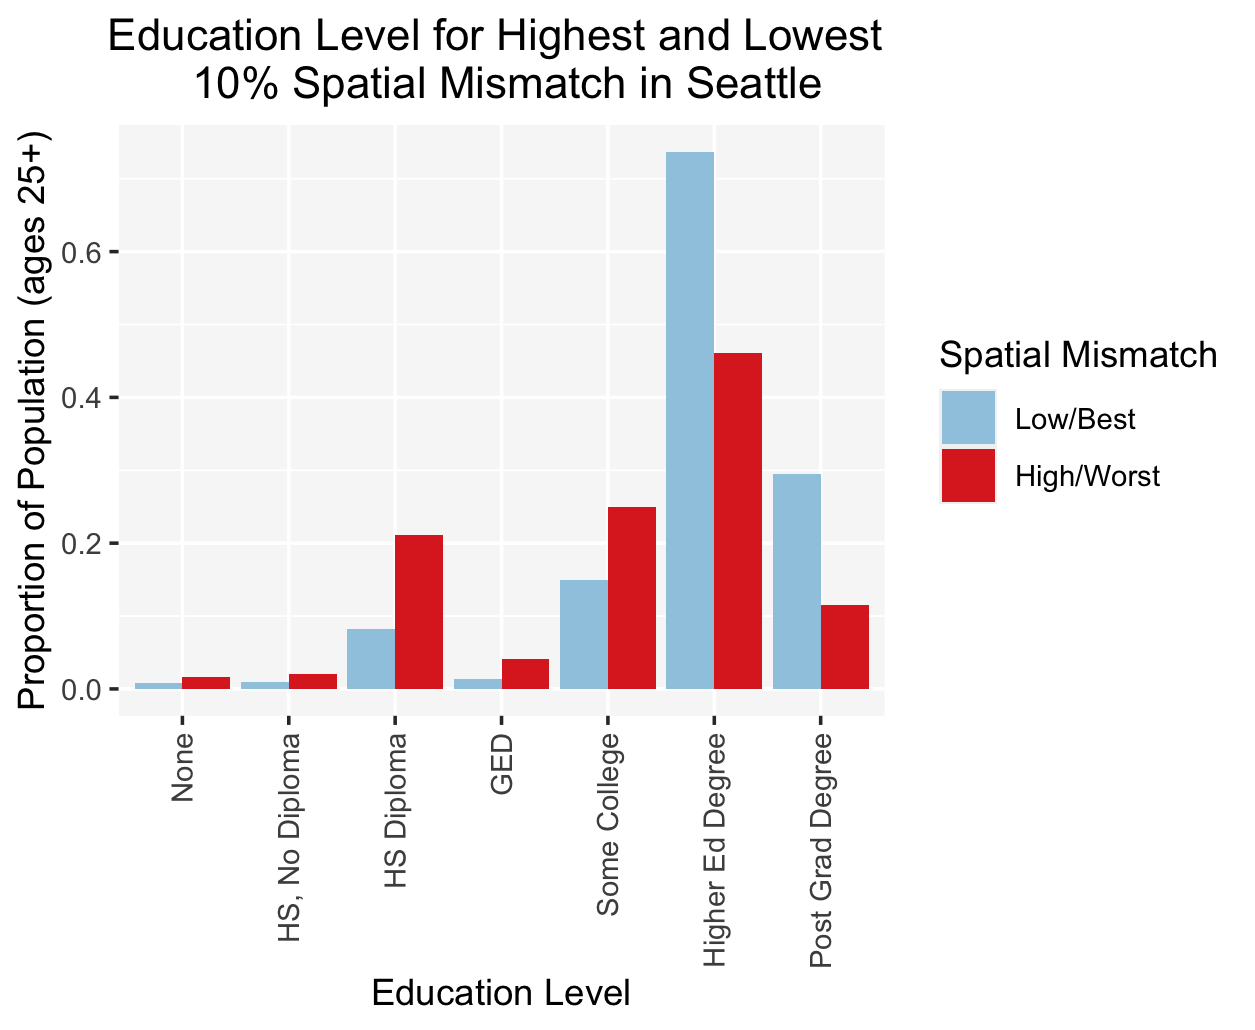 Education Level for Highest and Lowest
10% Spatial Mismatch in Seattle
Proportion of Population (ages 25+)
0.6
0.4
0.2
0.0
None
HS, No Diploma
HS Diploma
GED
Some College
Higher Ed Degree
Post Grad Degree
Education Level
Spatial Mismatch
Low/Best
High/Worst